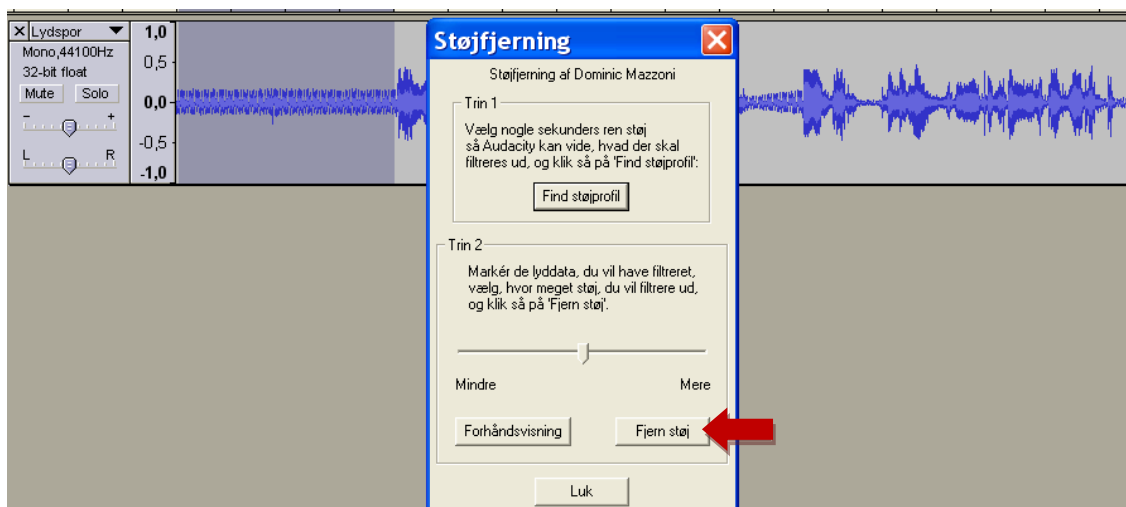 Lydspor
Mono,44100Hz
32-bit float
Mute Solo
- +
L R
1,0
0,5
0,0
-0,5
-1,0
Støjfjerning
Støjfjerning af Dominic Mazzoni
Trin 1
Vælg nogle sekunders ren støj
så Audacity kan vide, hvad der skal
filtreres ud, og klik så på 'Find støjprofil':
Find støjprofil
Trin 2
Markér de lyddata, du vil have filtreret,
vælg, hvor meget støj, du vil filtrere ud,
og klik så på 'Fjern støj'.
Mindre Mere
Forhåndsvisning Fjern støj
Luk